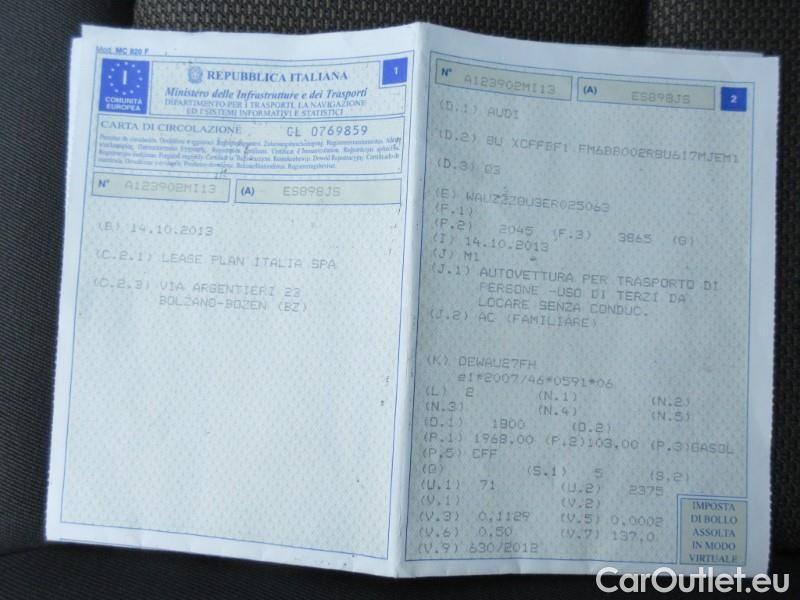 Mod. MC 820 F
I
COMUNITÀ
EUROPEA
REPUBBLICA ITALIANA
1
Ministero delle Infrastrutture e dei Trasporti
DIPARTIMENTO PER I TRASPORTI, LA NAVIGAZIONE
ED I SISTEMI INFORMATIVI E STATISTICI
CARTA DI CIRCOLAZIONE CL 0769859
N° A123902MI13 (A) ES898JS
(B) 14.10.2013
(C.2.1) LEASE PLAN ITALIA SPA
(C.2.3) VIA ARGENTIERI 23
BOLZANO-BOZEN (BZ)
N° A123902MI13 (A) ES898JS 2
(D.1) AUDI
(D.2) 8U XCFFBF1 FM6BB002R8U617MJEM1
(D.3) Q3
(E) WAUZZZ8U3ER025063
(F.1)
(F.2) 2045 (F.3) 3865 (G)
(I) 14.10.2013
(J) M1
(J.1) AUTOVETTURA PER TRASPORTO DI
PERSONE -USO DI TERZI DA
LOCARE SENZA CONDUC.
(J.2) AC (FAMILIARE)
(K) DEWAU27FH
e1*2007/46*0591*06
(L) 2 (N.1) (N.2)
(N.3) (N.4) (N.5)
(O.1) 1800 (O.2)
(P.1) 1968.00 (P.2)103,00 (P.3)GASOL
(P.5) CFF
(Q) (S.1) 5 (S.2)
(U.1) 71 (U.2) 2375
(V.1) (V.2)
(V.3) 0,1129 (V.5) 0,0002
(V.6) 0,50 (V.7) 137,0
(V.9) 630/2012
IMPOSTA
DI BOLLO
ASSOLTA
IN MODO
VIRTUALE
CarOutlet.eu